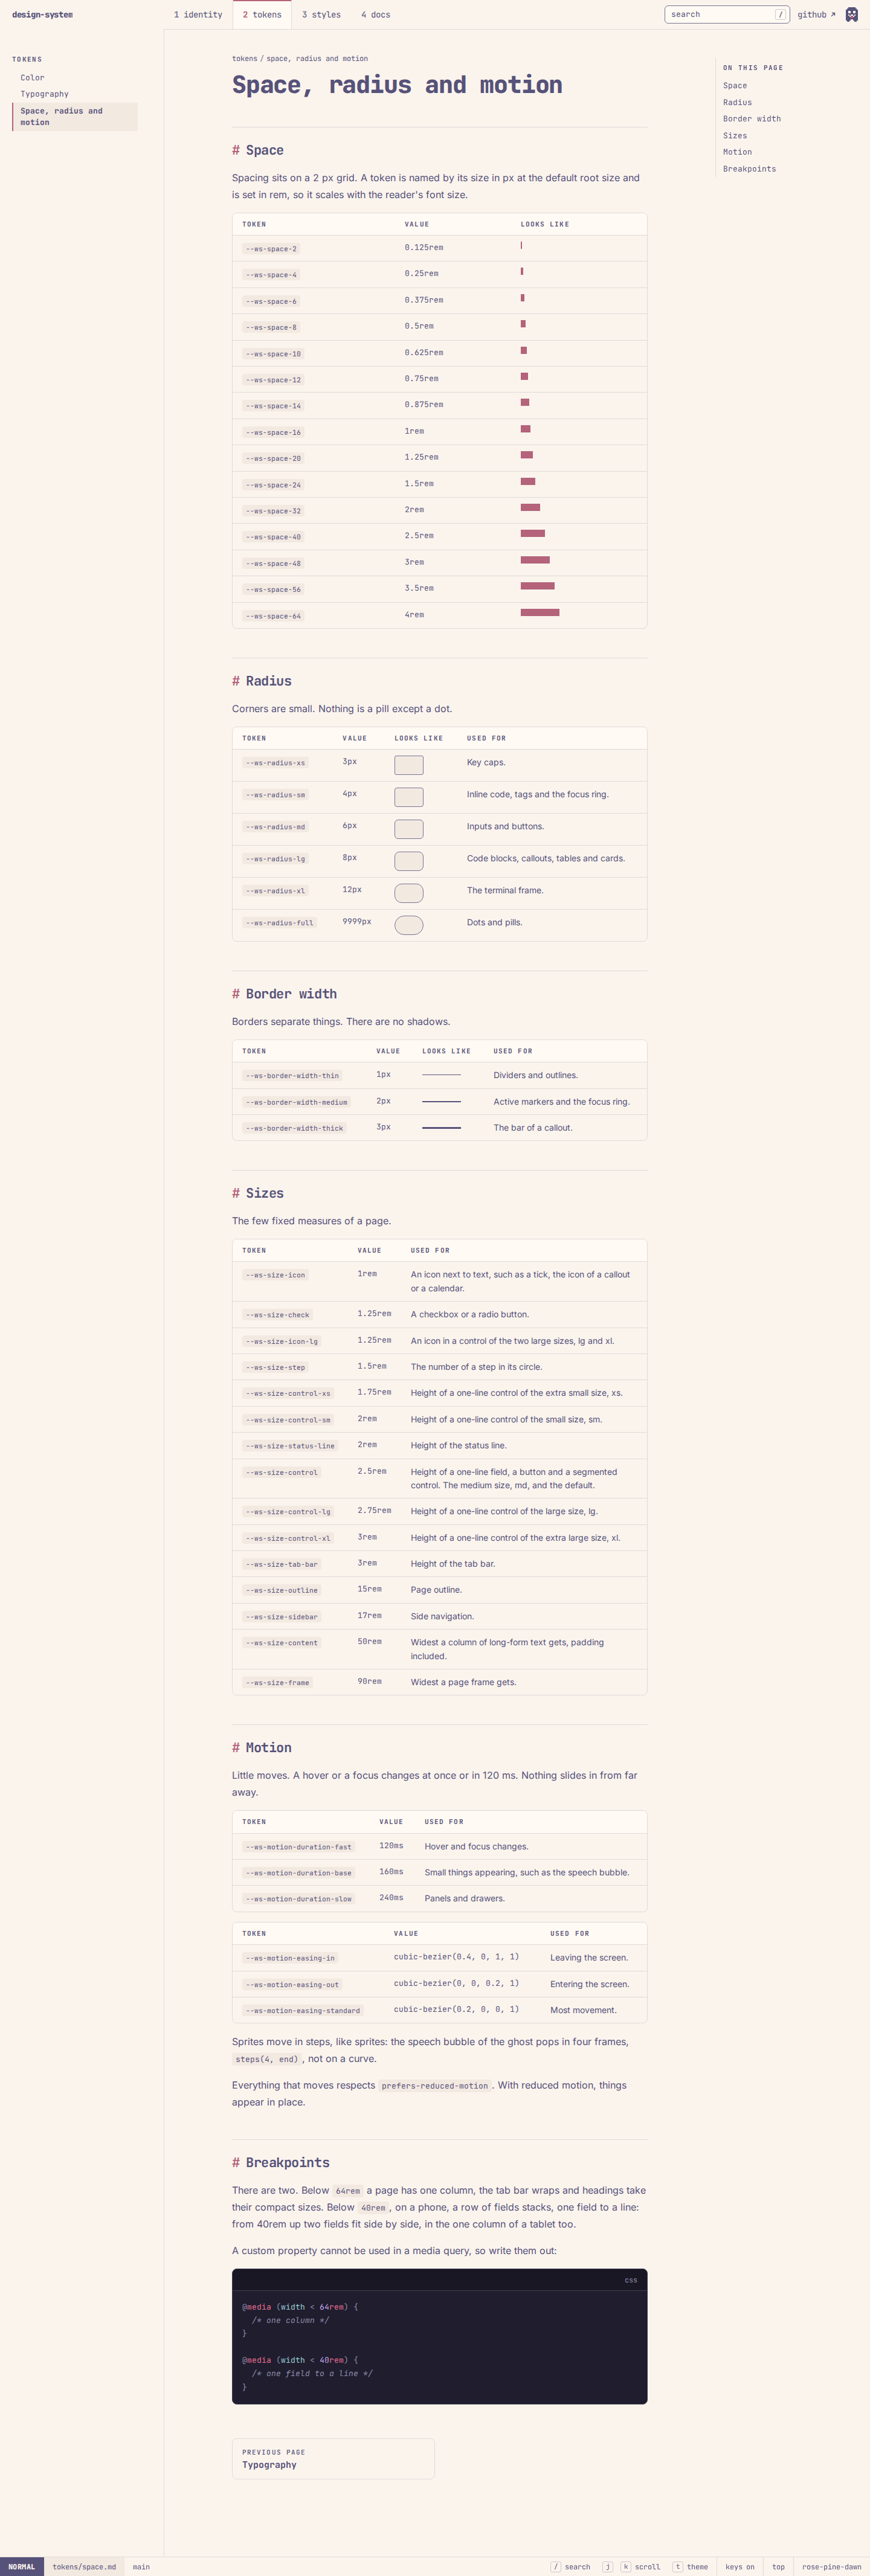 design-system
1 identity
2 tokens
3 styles
4 docs
search
/
github ↗
TOKENS
Color
Typography
Space, radius and
motion
tokens / space, radius and motion
Space, radius and motion
ON THIS PAGE
Space
Radius
Border width
Sizes
Motion
Breakpoints
# Space
Spacing sits on a 2 px grid. A token is named by its size in px at the default root size and
is set in rem, so it scales with the reader's font size.
TOKEN VALUE LOOKS LIKE
--ws-space-2 0.125rem
--ws-space-4 0.25rem
--ws-space-6 0.375rem
--ws-space-8 0.5rem
--ws-space-10 0.625rem
--ws-space-12 0.75rem
--ws-space-14 0.875rem
--ws-space-16 1rem
--ws-space-20 1.25rem
--ws-space-24 1.5rem
--ws-space-32 2rem
--ws-space-40 2.5rem
--ws-space-48 3rem
--ws-space-56 3.5rem
--ws-space-64 4rem
# Radius
Corners are small. Nothing is a pill except a dot.
TOKEN VALUE LOOKS LIKE USED FOR
--ws-radius-xs 3px Key caps.
--ws-radius-sm 4px Inline code, tags and the focus ring.
--ws-radius-md 6px Inputs and buttons.
--ws-radius-lg 8px Code blocks, callouts, tables and cards.
--ws-radius-xl 12px The terminal frame.
--ws-radius-full 9999px Dots and pills.
# Border width
Borders separate things. There are no shadows.
TOKEN VALUE LOOKS LIKE USED FOR
--ws-border-width-thin 1px Dividers and outlines.
--ws-border-width-medium 2px Active markers and the focus ring.
--ws-border-width-thick 3px The bar of a callout.
# Sizes
The few fixed measures of a page.
TOKEN VALUE USED FOR
--ws-size-icon 1rem An icon next to text, such as a tick, the icon of a callout
or a calendar.
--ws-size-check 1.25rem A checkbox or a radio button.
--ws-size-icon-lg 1.25rem An icon in a control of the two large sizes, lg and xl.
--ws-size-step 1.5rem The number of a step in its circle.
--ws-size-control-xs 1.75rem Height of a one-line control of the extra small size, xs.
--ws-size-control-sm 2rem Height of a one-line control of the small size, sm.
--ws-size-status-line 2rem Height of the status line.
--ws-size-control 2.5rem Height of a one-line field, a button and a segmented
control. The medium size, md, and the default.
--ws-size-control-lg 2.75rem Height of a one-line control of the large size, lg.
--ws-size-control-xl 3rem Height of a one-line control of the extra large size, xl.
--ws-size-tab-bar 3rem Height of the tab bar.
--ws-size-outline 15rem Page outline.
--ws-size-sidebar 17rem Side navigation.
--ws-size-content 50rem Widest a column of long-form text gets, padding
included.
--ws-size-frame 90rem Widest a page frame gets.
# Motion
Little moves. A hover or a focus changes at once or in 120 ms. Nothing slides in from far
away.
TOKEN VALUE USED FOR
--ws-motion-duration-fast 120ms Hover and focus changes.
--ws-motion-duration-base 160ms Small things appearing, such as the speech bubble.
--ws-motion-duration-slow 240ms Panels and drawers.
TOKEN VALUE USED FOR
--ws-motion-easing-in cubic-bezier(0.4, 0, 1, 1) Leaving the screen.
--ws-motion-easing-out cubic-bezier(0, 0, 0.2, 1) Entering the screen.
--ws-motion-easing-standard cubic-bezier(0.2, 0, 0, 1) Most movement.
Sprites move in steps, like sprites: the speech bubble of the ghost pops in four frames,
steps(4, end), not on a curve.
Everything that moves respects prefers-reduced-motion. With reduced motion, things
appear in place.
# Breakpoints
There are two. Below 64rem a page has one column, the tab bar wraps and headings take
their compact sizes. Below 40rem, on a phone, a row of fields stacks, one field to a line:
from 40rem up two fields fit side by side, in the one column of a tablet too.
A custom property cannot be used in a media query, so write them out:
css
@media (width < 64rem) {
/* one column */
}
@media (width < 40rem) {
/* one field to a line */
}
PREVIOUS PAGE
Typography
NORMAL
tokens/space.md
main
/ search
j k scroll
t theme
keys on
top
rose-pine-dawn